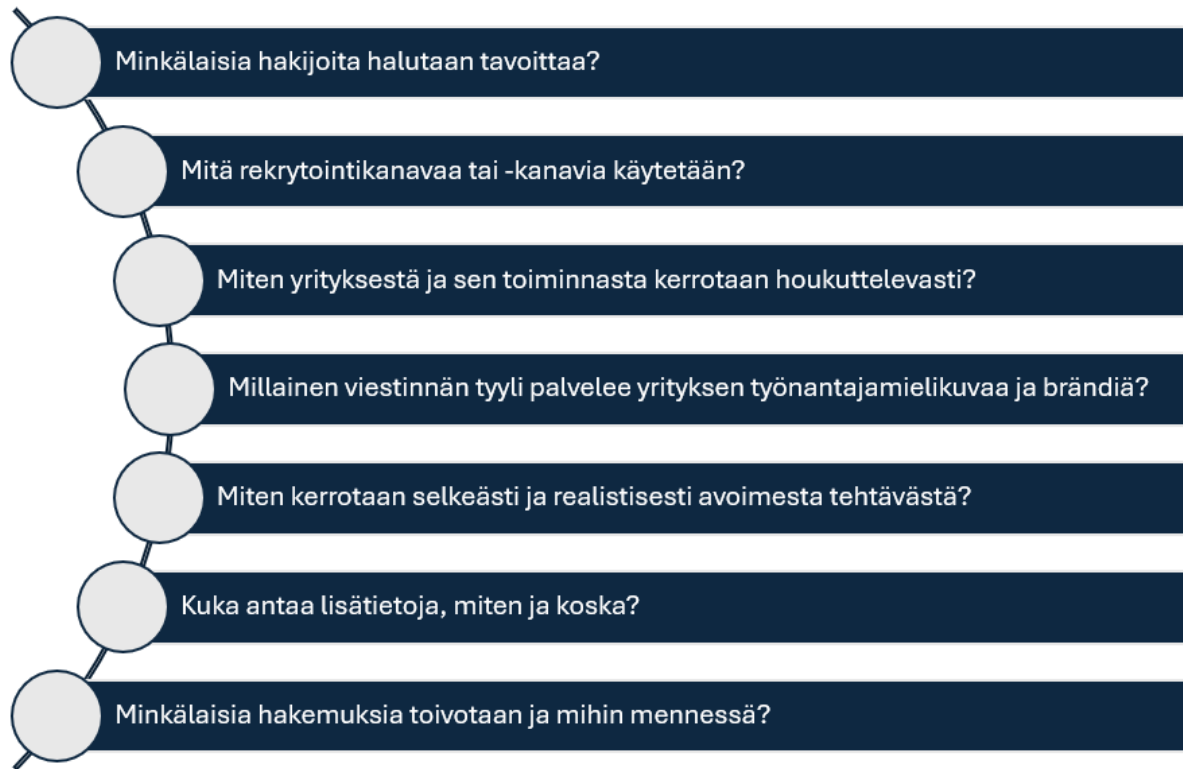 Minkälaisia hakijoita halutaan tavoittaa?
Mitä rekrytointikanavaa tai -kanavia käytetään?
Miten yrityksestä ja sen toiminnasta kerrotaan houkuttelevasti?
Millainen viestinnän tyyli palvelee yrityksen työnantajamielikuvaa ja brändiä?
Miten kerrotaan selkeästi ja realistisesti avoimesta tehtävästä?
Kuka antaa lisätietoja, miten ja koska?
Minkälaisia hakemuksia toivotaan ja mihin mennessä?